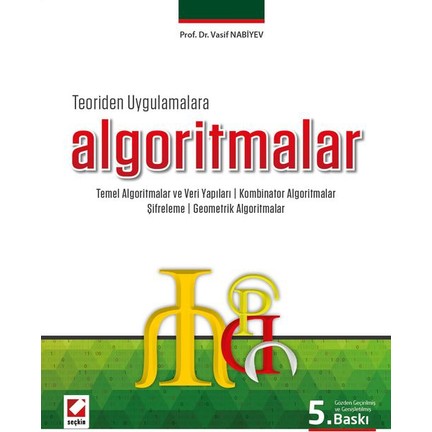 Prof. Dr. Vasif NABİYEV
Teoriden Uygulamalara
algoritmalar
Temel Algoritmalar ve Veri Yapıları | Kombinator Algoritmalar
Şifreleme | Geometrik Algoritmalar
seçkin
5. Baskı
Gözden Geçirilmiş
ve Genişletilmiş